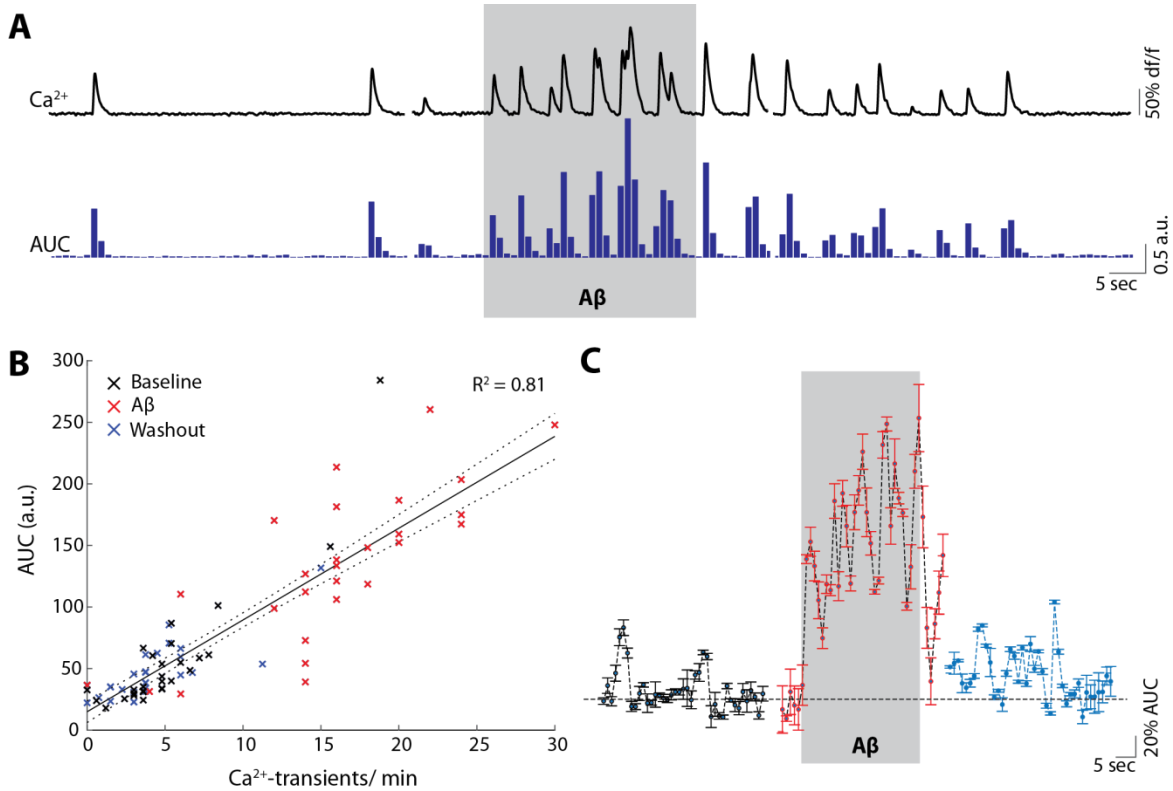 A
Ca²⁺
50% df/f
AUC
0.5 a.u.
5 sec
Aβ
B
300
250
200
150
100
50
0
AUC (a.u.)
× Baseline
× Aβ
× Washout
R² = 0.81
0 5 10 15 20 25 30
Ca²⁺-transients/ min
C
Aβ
20% AUC
5 sec